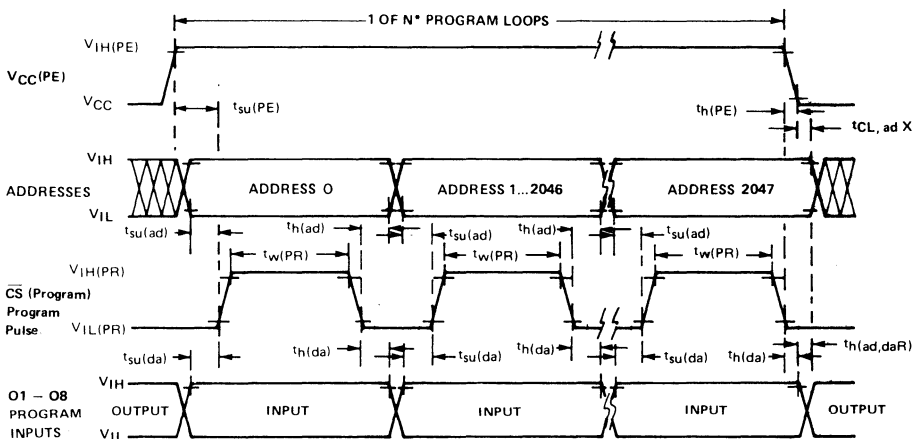 1 OF N* PROGRAM LOOPS
VIH(PE)
VCC(PE)
VCC
tsu(PE)
th(PE)
tCL, ad X
VIH
ADDRESSES
ADDRESS 0
ADDRESS 1...2046
ADDRESS 2047
VIL
tsu(ad)
th(ad)
tsu(ad)
th(ad)
tsu(ad)
VIH(PR)
tw(PR)
tw(PR)
tw(PR)
CS (Program)
Program
Pulse
VIL(PR)
tsu(da)
th(da)
tsu(da)
th(da)
tsu(da)
th(da)
th(ad,daR)
VIH
O1 – O8
PROGRAM
INPUTS
OUTPUT
INPUT
INPUT
INPUT
OUTPUT
VIL